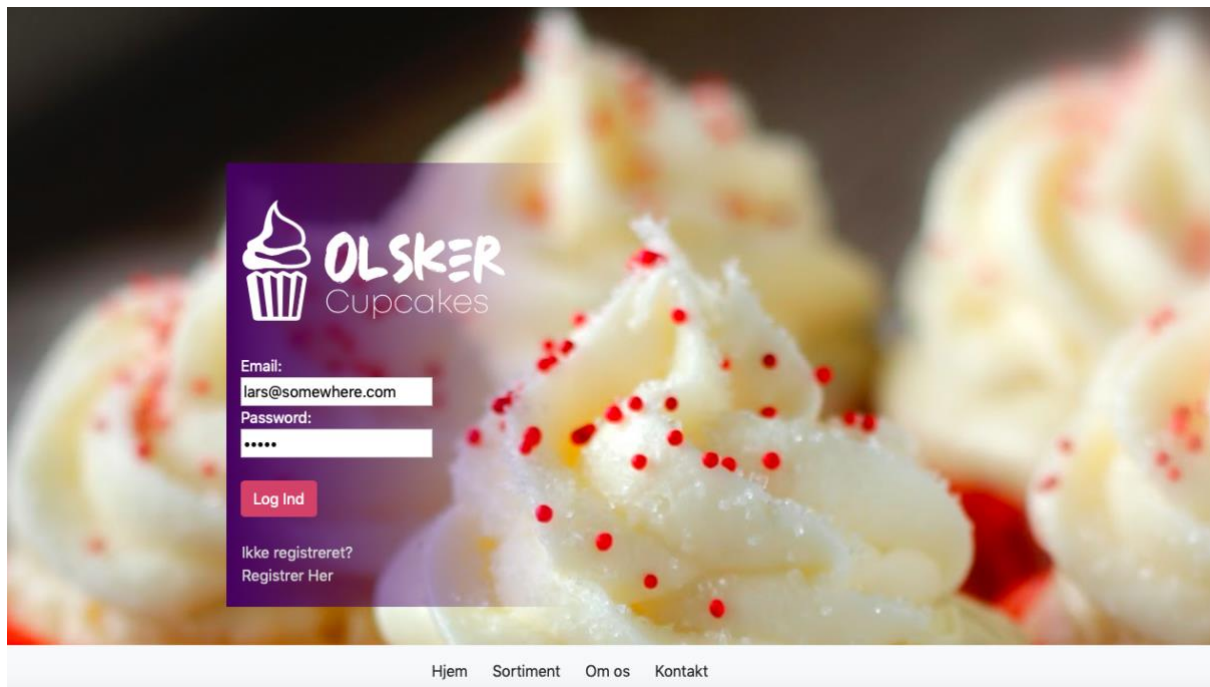 OLSKER
Cupcakes
Email:
lars@somewhere.com
Password:
•••••
Log Ind
Ikke registreret?
Registrer Her
Hjem Sortiment Om os Kontakt